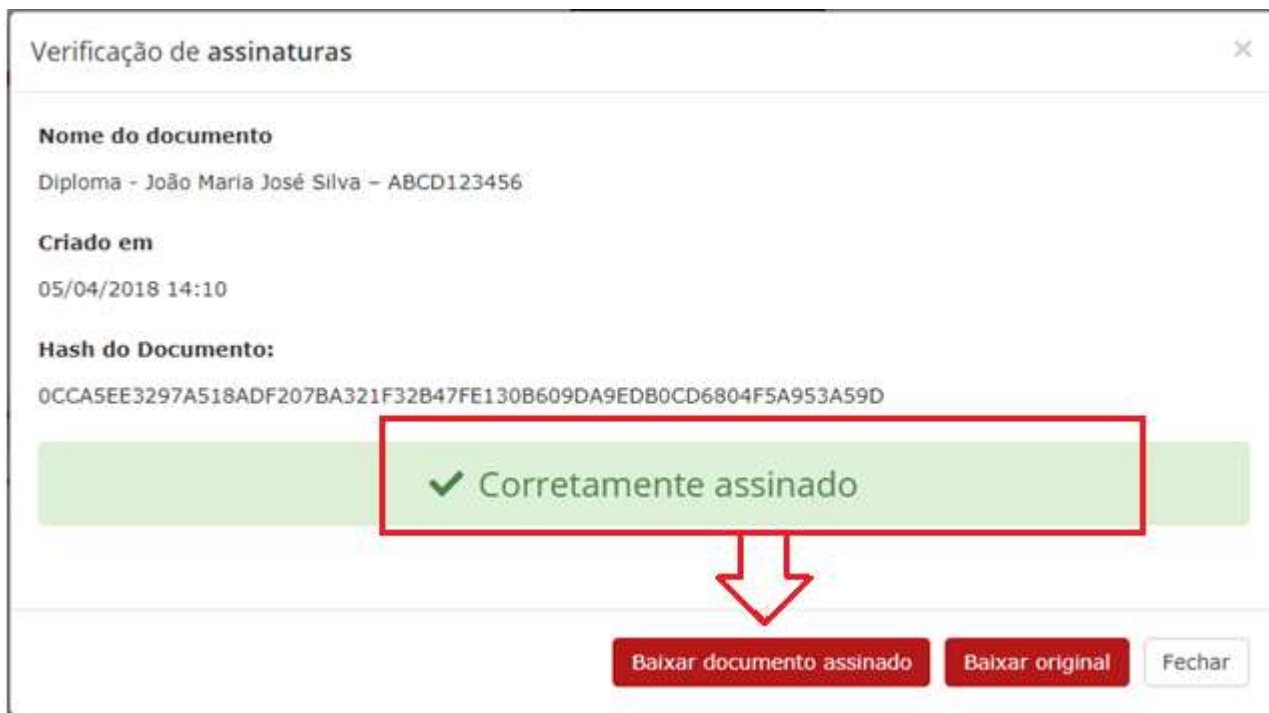 Verificação de assinaturas
×
Nome do documento
Diploma - João Maria José Silva – ABCD123456
Criado em
05/04/2018 14:10
Hash do Documento:
0CCA5EE3297A518ADF207BA321F32B47FE130B609DA9EDB0CD6804F5A953A59D
✔ Corretamente assinado
Baixar documento assinado Baixar original Fechar